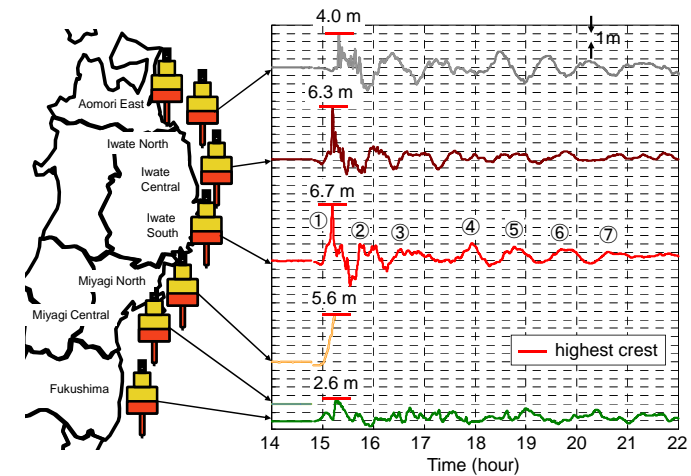 4.0 m
1m
Aomori East
6.3 m
Iwate North
Iwate
Central
6.7 m
Iwate
South
① ② ③ ④ ⑤ ⑥ ⑦
Miyagi North
5.6 m
Miyagi Central
highest crest
2.6 m
Fukushima
14 15 16 17 18 19 20 21 22
Time (hour)